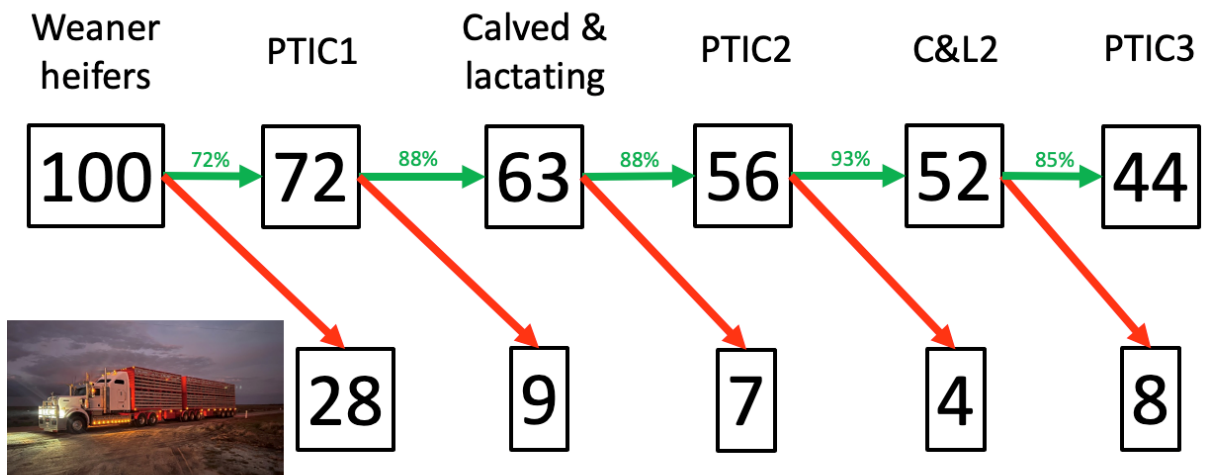 Weaner
heifers
PTIC1
Calved &
lactating
PTIC2
C&L2
PTIC3
100
72%
72
88%
63
88%
56
93%
52
85%
44
28
9
7
4
8